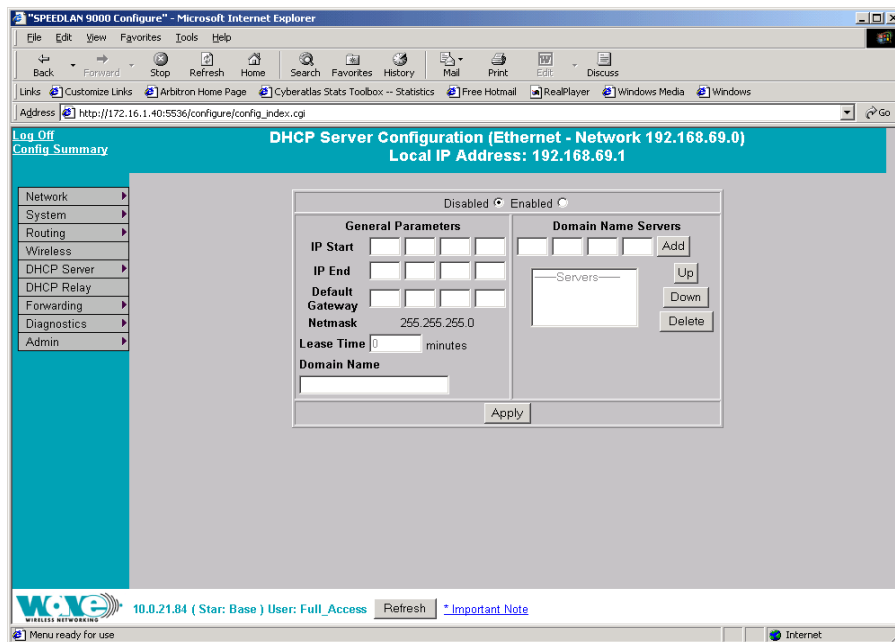 "SPEEDLAN 9000 Configure" - Microsoft Internet Explorer
File Edit View Favorites Tools Help
Back Forward Stop Refresh Home Search Favorites History Mail Print Edit Discuss
Links Customize Links Arbitron Home Page Cyberatlas Stats Toolbox -- Statistics Free Hotmail RealPlayer Windows Media Windows
Address http://172.16.1.40:5536/configure/config_index.cgi Go
Log Off
Config Summary
DHCP Server Configuration (Ethernet - Network 192.168.69.0)
Local IP Address: 192.168.69.1
Network
System
Routing
Wireless
DHCP Server
DHCP Relay
Forwarding
Diagnostics
Admin
Disabled Enabled
General Parameters
IP Start
IP End
Default Gateway
Netmask 255.255.255.0
Lease Time 0 minutes
Domain Name
Domain Name Servers
Add
----Servers----
Up
Down
Delete
Apply
WAVE
WIRELESS NETWORKING
10.0.21.84 ( Star: Base ) User: Full_Access Refresh * Important Note
Menu ready for use Internet